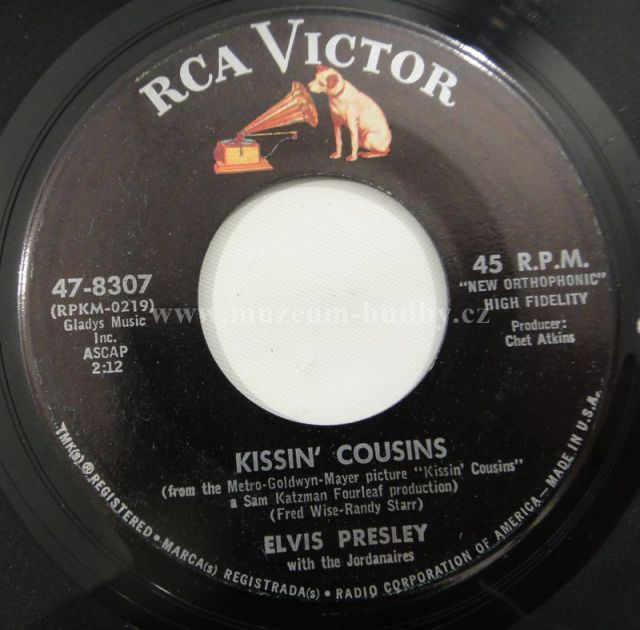 RCA VICTOR
47-8307
(RPKM-0219)
Gladys Music
Inc.
ASCAP
2:12
45 R.P.M.
"NEW ORTHOPHONIC"
HIGH FIDELITY
Producer:
Chet Atkins
www.muzeum-hudby.cz
KISSIN' COUSINS
(from the Metro-Goldwyn-Mayer picture "Kissin' Cousins"
a Sam Katzman Fourleaf production)
(Fred Wise-Randy Starr)
ELVIS PRESLEY
with the Jordanaires
TMK(s) ® REGISTERED • MARCA(s) REGISTRADA(s) • RADIO CORPORATION OF AMERICA—MADE IN U.S.A.